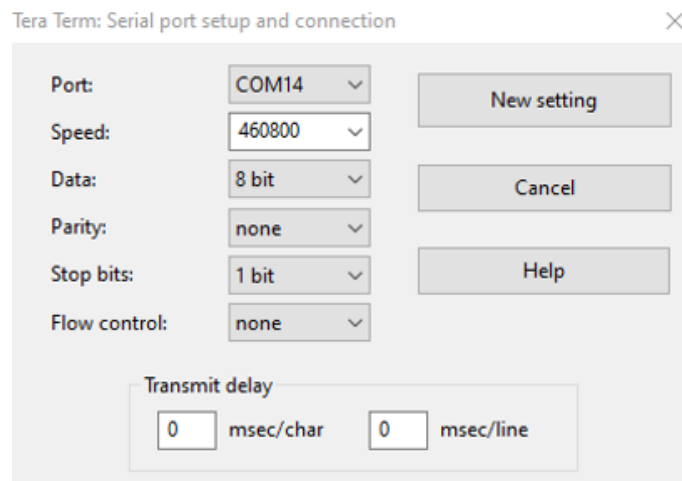 Tera Term: Serial port setup and connection
Port: COM14 New setting
Speed: 460800
Data: 8 bit Cancel
Parity: none
Stop bits: 1 bit Help
Flow control: none
Transmit delay
0 msec/char 0 msec/line